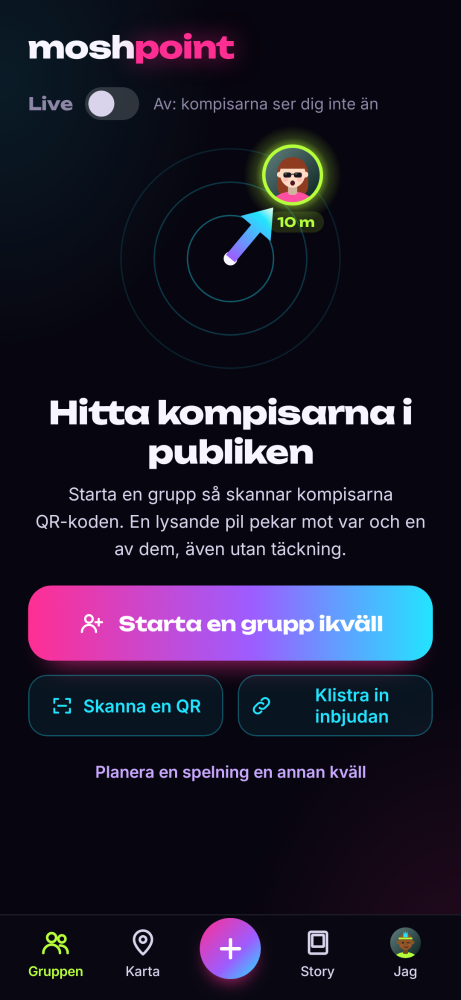 moshpoint
Live
Av: kompisarna ser dig inte än
10 m
Hitta kompisarna i
publiken
Starta en grupp så skannar kompisarna
QR-koden. En lysande pil pekar mot var och en
av dem, även utan täckning.
Starta en grupp ikväll
Skanna en QR
Klistra in
inbjudan
Planera en spelning en annan kväll
Gruppen
Karta
Story
Jag